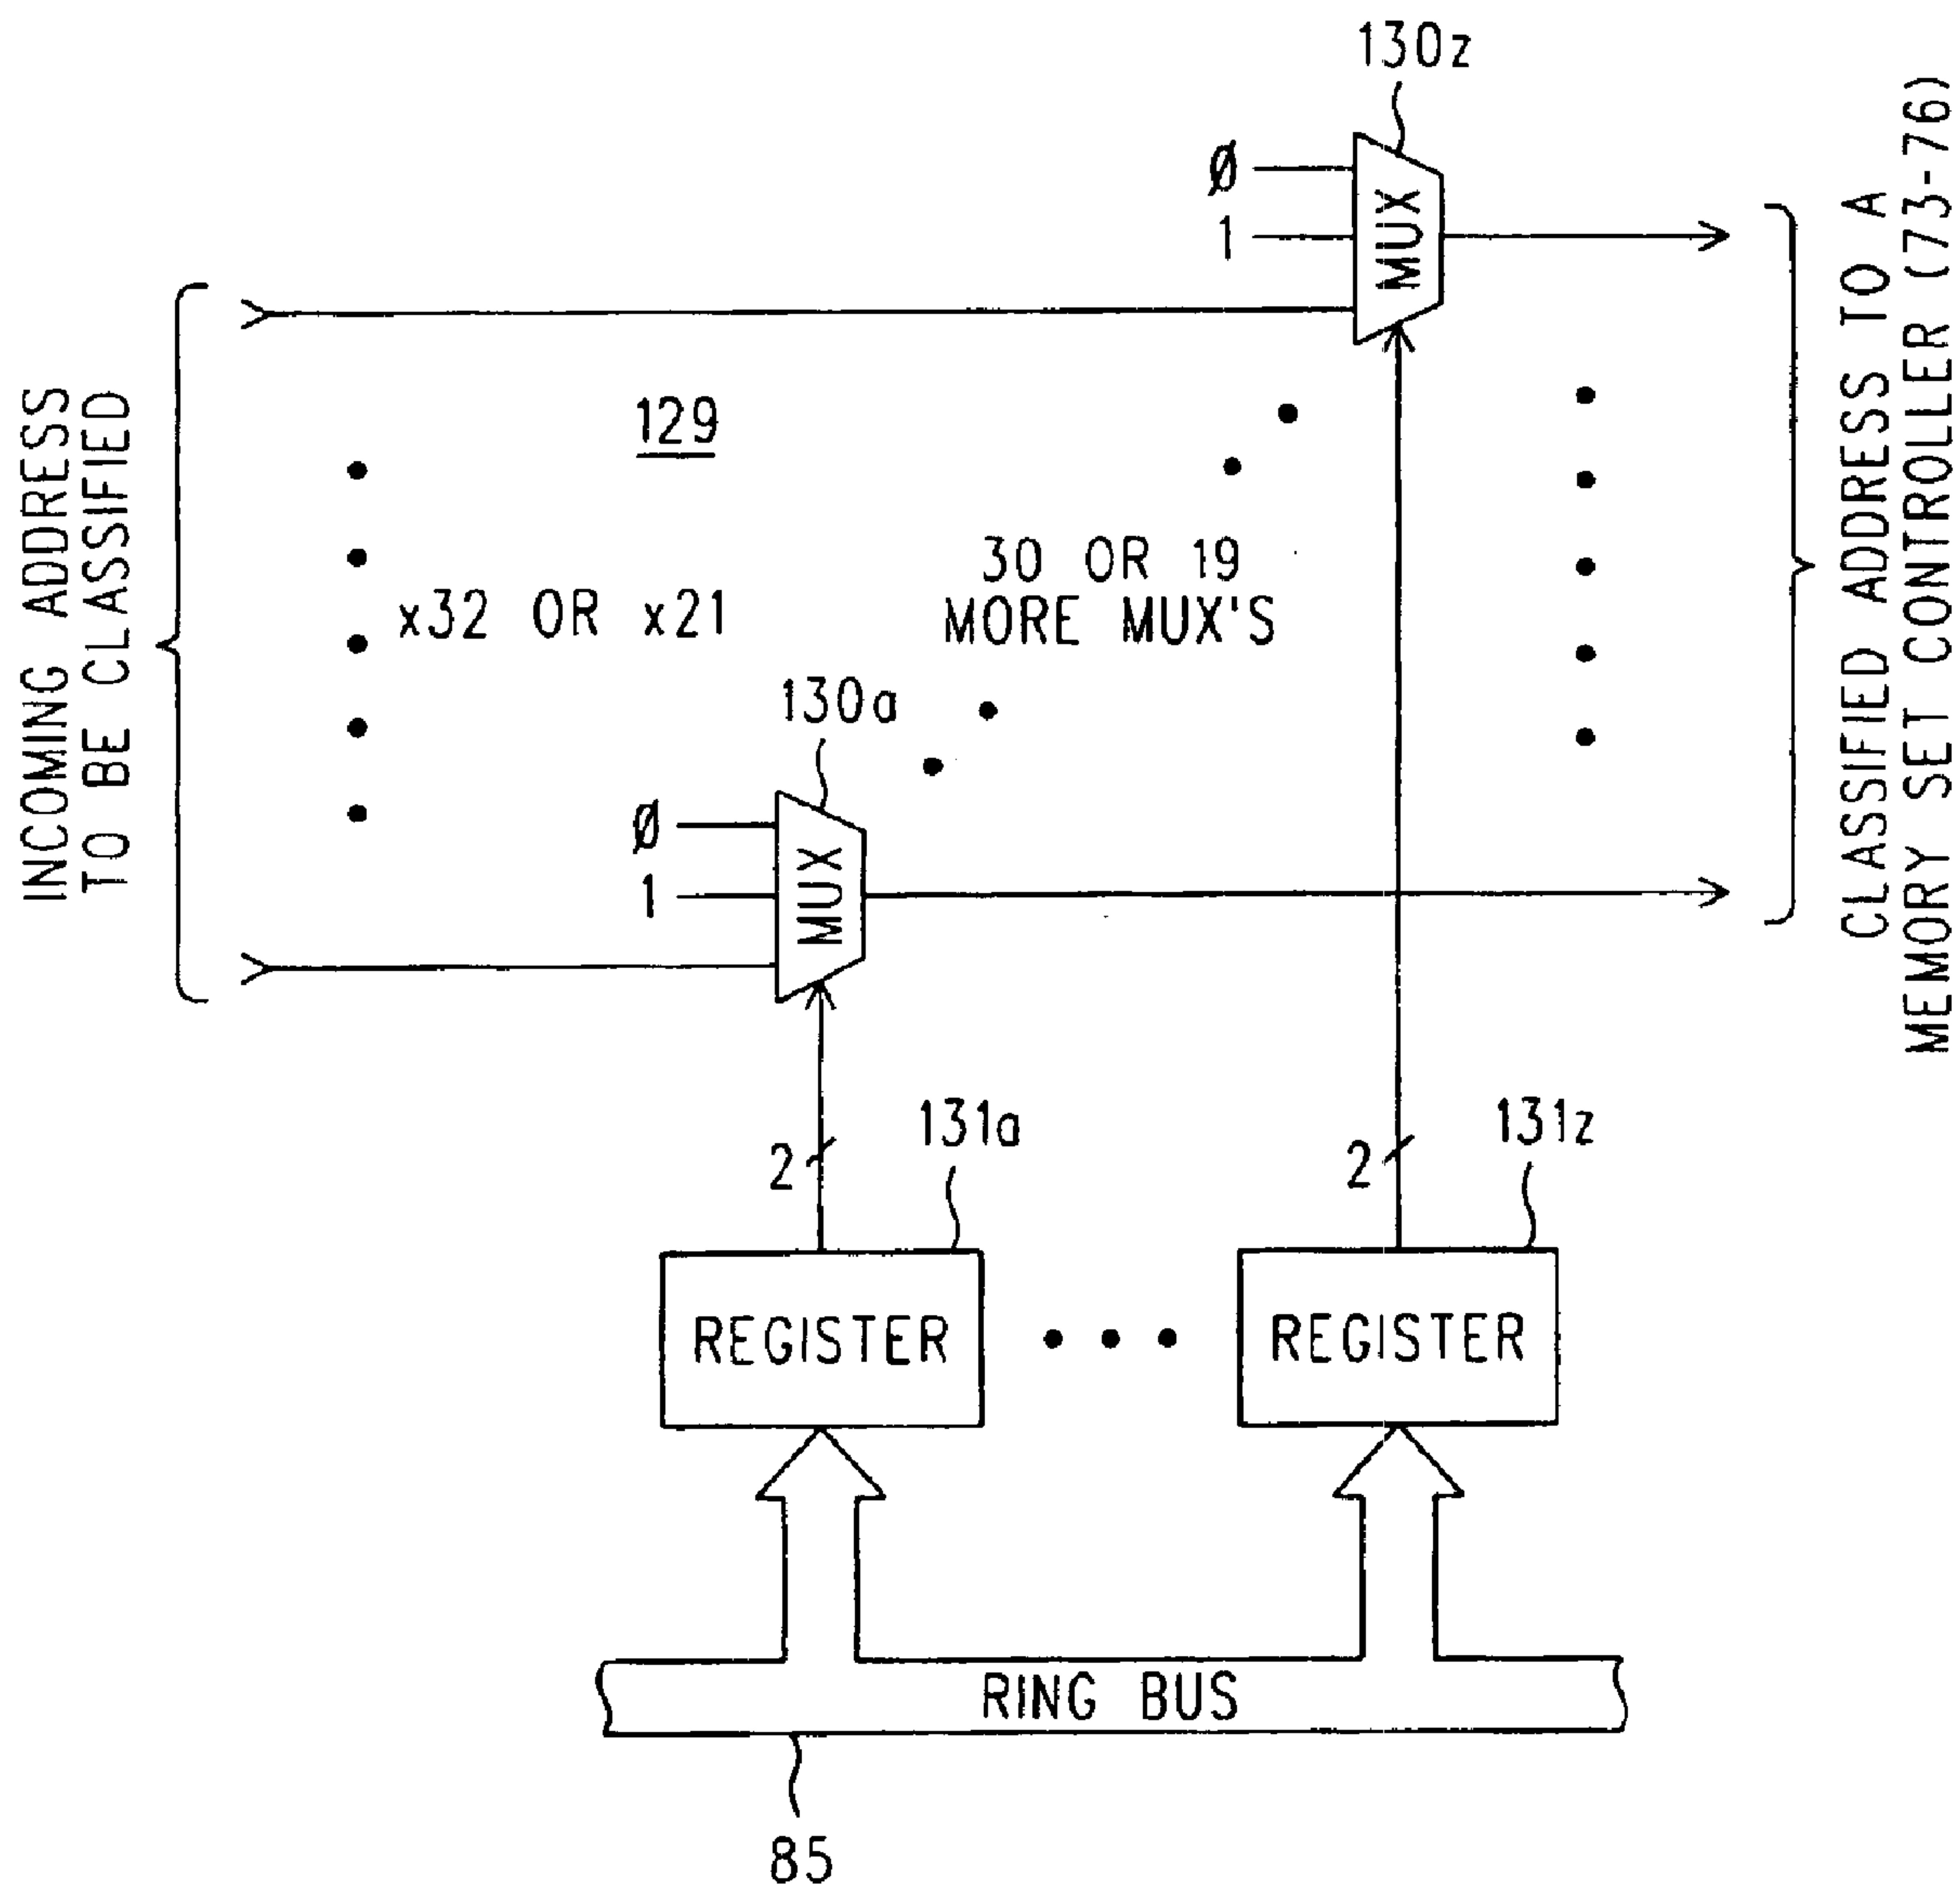 130z
Ø
1
MUX
INCOMING ADDRESS
TO BE CLASSIFIED
129
x32 OR x21
30 OR 19
MORE MUX'S
130a
Ø
1
MUX
CLASSIFIED ADDRESS TO A
MEMORY SET CONTROLLER (73-76)
2
131a
2
131z
REGISTER
REGISTER
RING BUS
85